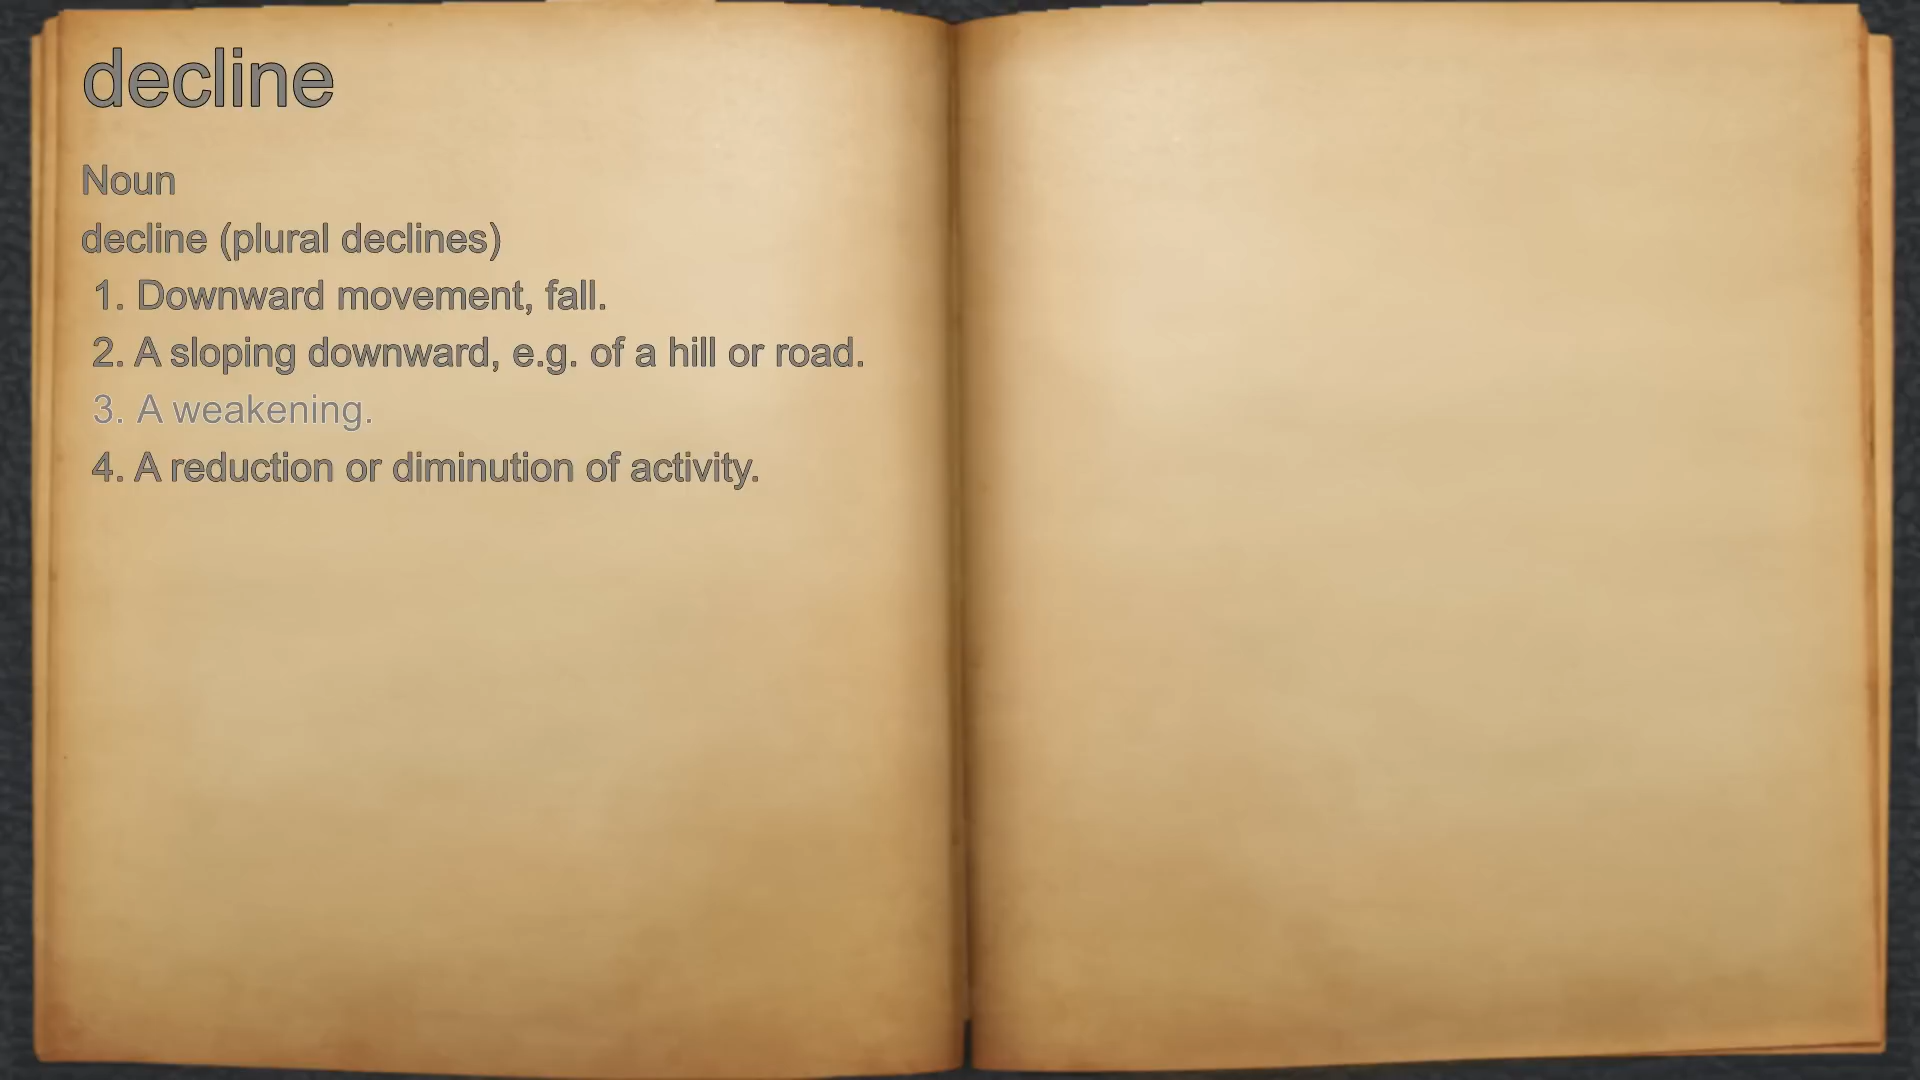 decline
Noun
decline (plural declines)
1. Downward movement, fall.
2. A sloping downward, e.g. of a hill or road.
3. A weakening.
4. A reduction or diminution of activity.